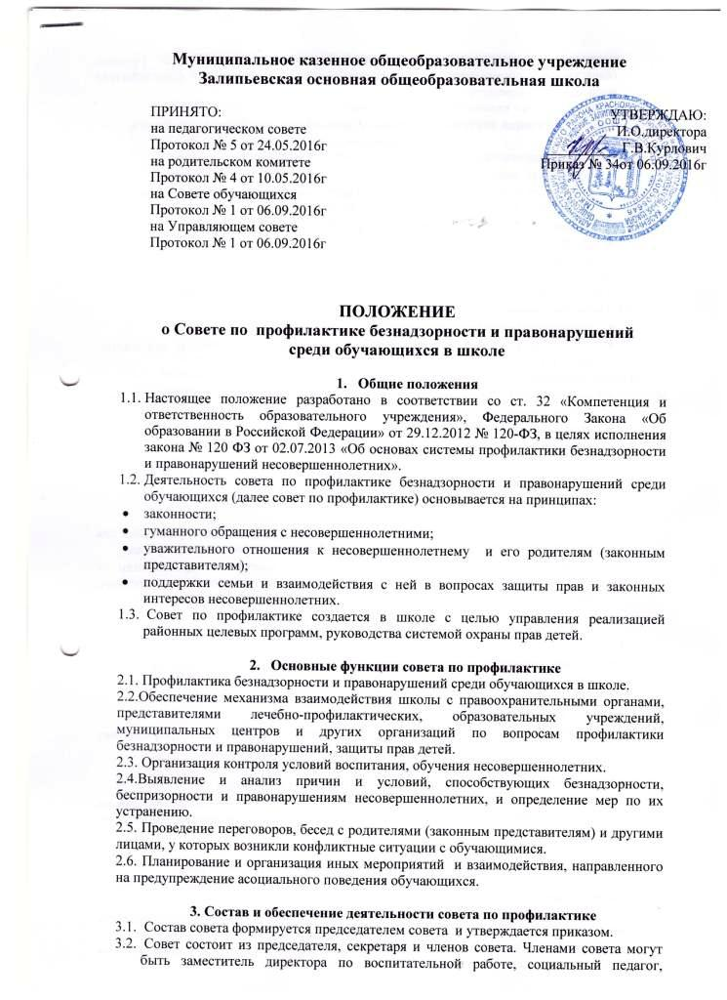 Муниципальное казенное общеобразовательное учреждение
Залипьевская основная общеобразовательная школа
ПРИНЯТО:
на педагогическом совете
Протокол № 5 от 24.05.2016г
на родительском комитете
Протокол № 4 от 10.05.2016г
на Совете обучающихся
Протокол № 1 от 06.09.2016г
на Управляющем совете
Протокол № 1 от 06.09.2016г
УТВЕРЖДАЮ:
И.О.директора
Г.В.Курлович
Приказ № 34от 06.09.2016г
ПОЛОЖЕНИЕ
о Совете по профилактике безнадзорности и правонарушений
среди обучающихся в школе
1. Общие положения
1.1. Настоящее положение разработано в соответствии со ст. 32 «Компетенция и
ответственность образовательного учреждения», Федерального Закона «Об
образовании в Российской Федерации» от 29.12.2012 № 120-ФЗ, в целях исполнения
закона № 120 ФЗ от 02.07.2013 «Об основах системы профилактики безнадзорности
и правонарушений несовершеннолетних».
1.2. Деятельность совета по профилактике безнадзорности и правонарушений среди
обучающихся (далее совет по профилактике) основывается на принципах:
• законности;
• гуманного обращения с несовершеннолетними;
• уважительного отношения к несовершеннолетнему и его родителям (законным
представителям);
• поддержки семьи и взаимодействия с ней в вопросах защиты прав и законных
интересов несовершеннолетних.
1.3. Совет по профилактике создается в школе с целью управления реализацией
районных целевых программ, руководства системой охраны прав детей.
2. Основные функции совета по профилактике
2.1. Профилактика безнадзорности и правонарушений среди обучающихся в школе.
2.2.Обеспечение механизма взаимодействия школы с правоохранительными органами,
представителями лечебно-профилактических, образовательных учреждений,
муниципальных центров и других организаций по вопросам профилактики
безнадзорности и правонарушений, защиты прав детей.
2.3. Организация контроля условий воспитания, обучения несовершеннолетних.
2.4.Выявление и анализ причин и условий, способствующих безнадзорности,
беспризорности и правонарушениям несовершеннолетних, и определение мер по их
устранению.
2.5. Проведение переговоров, бесед с родителями (законным представителям) и другими
лицами, у которых возникли конфликтные ситуации с обучающимися.
2.6. Планирование и организация иных мероприятий и взаимодействия, направленного
на предупреждение асоциального поведения обучающихся.
3. Состав и обеспечение деятельности совета по профилактике
3.1. Состав совета формируется председателем совета и утверждается приказом.
3.2. Совет состоит из председателя, секретаря и членов совета. Членами совета могут
быть заместитель директора по воспитательной работе, социальный педагог,